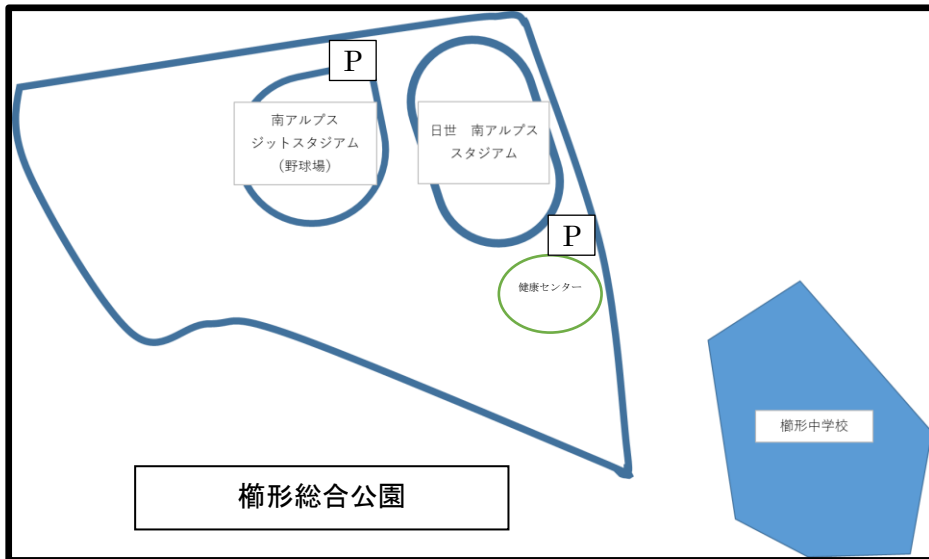 P
南アルプス
ジットスタジアム
（野球場）
日世　南アルプス
スタジアム
P
健康センター
櫛形中学校
櫛形総合公園